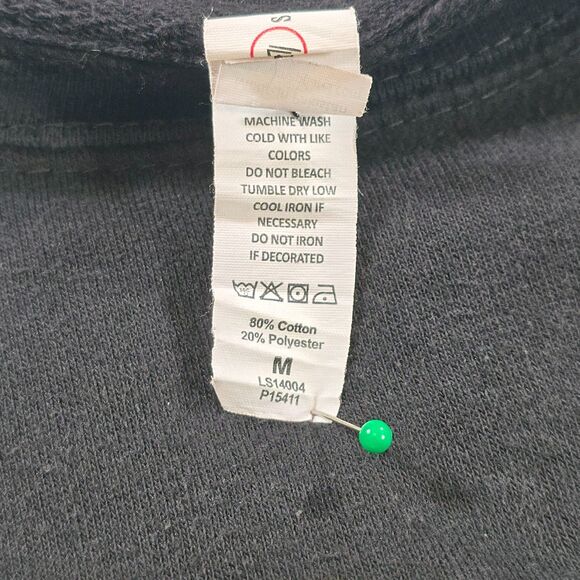 S
MACHINE WASH
COLD WITH LIKE
COLORS
DO NOT BLEACH
TUMBLE DRY LOW
COOL IRON IF
NECESSARY
DO NOT IRON
IF DECORATED
80% Cotton
20% Polyester
M
LS14004
P15411